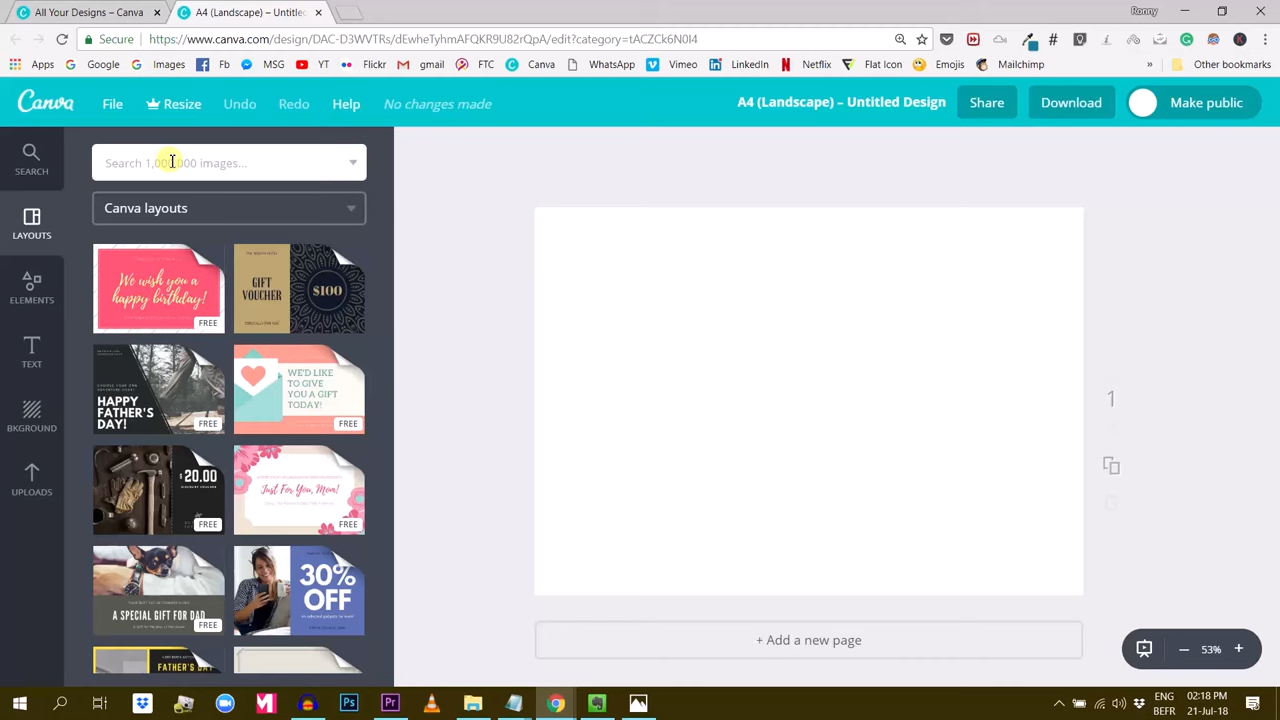 All Your Designs – Canva
A4 (Landscape) – Untitled
Ronny
Secure
https://www.canva.com/design/DAC-D3WVTRs/dEwheTyhmAFQKR9U82rQpA/edit?category=tACZCk6N0I4
Apps
Google
Images
Fb
MSG
YT
Flickr
gmail
FTC
Canva
WhatsApp
Vimeo
LinkedIn
Netflix
Flat Icon
Emojis
Mailchimp
»
Other bookmarks
Canva
File
Resize
Undo
Redo
Help
No changes made
A4 (Landscape) – Untitled Design
Share
Download
Make public
SEARCH
LAYOUTS
ELEMENTS
TEXT
BKGROUND
UPLOADS
Search 1,000,000 images...
Canva layouts
We wish you a
happy birthday!
FREE
GIFT
VOUCHER
$100
HAPPY
FATHER'S
DAY!
FREE
WE'D LIKE
TO GIVE
YOU A GIFT
TODAY!
FREE
$20.00
FREE
Just For You, Mom!
FREE
A SPECIAL GIFT FOR DAD
FREE
30%
OFF
FATHER'S
1
+ Add a new page
53%
ENG
BEFR
02:18 PM
21-Jul-18